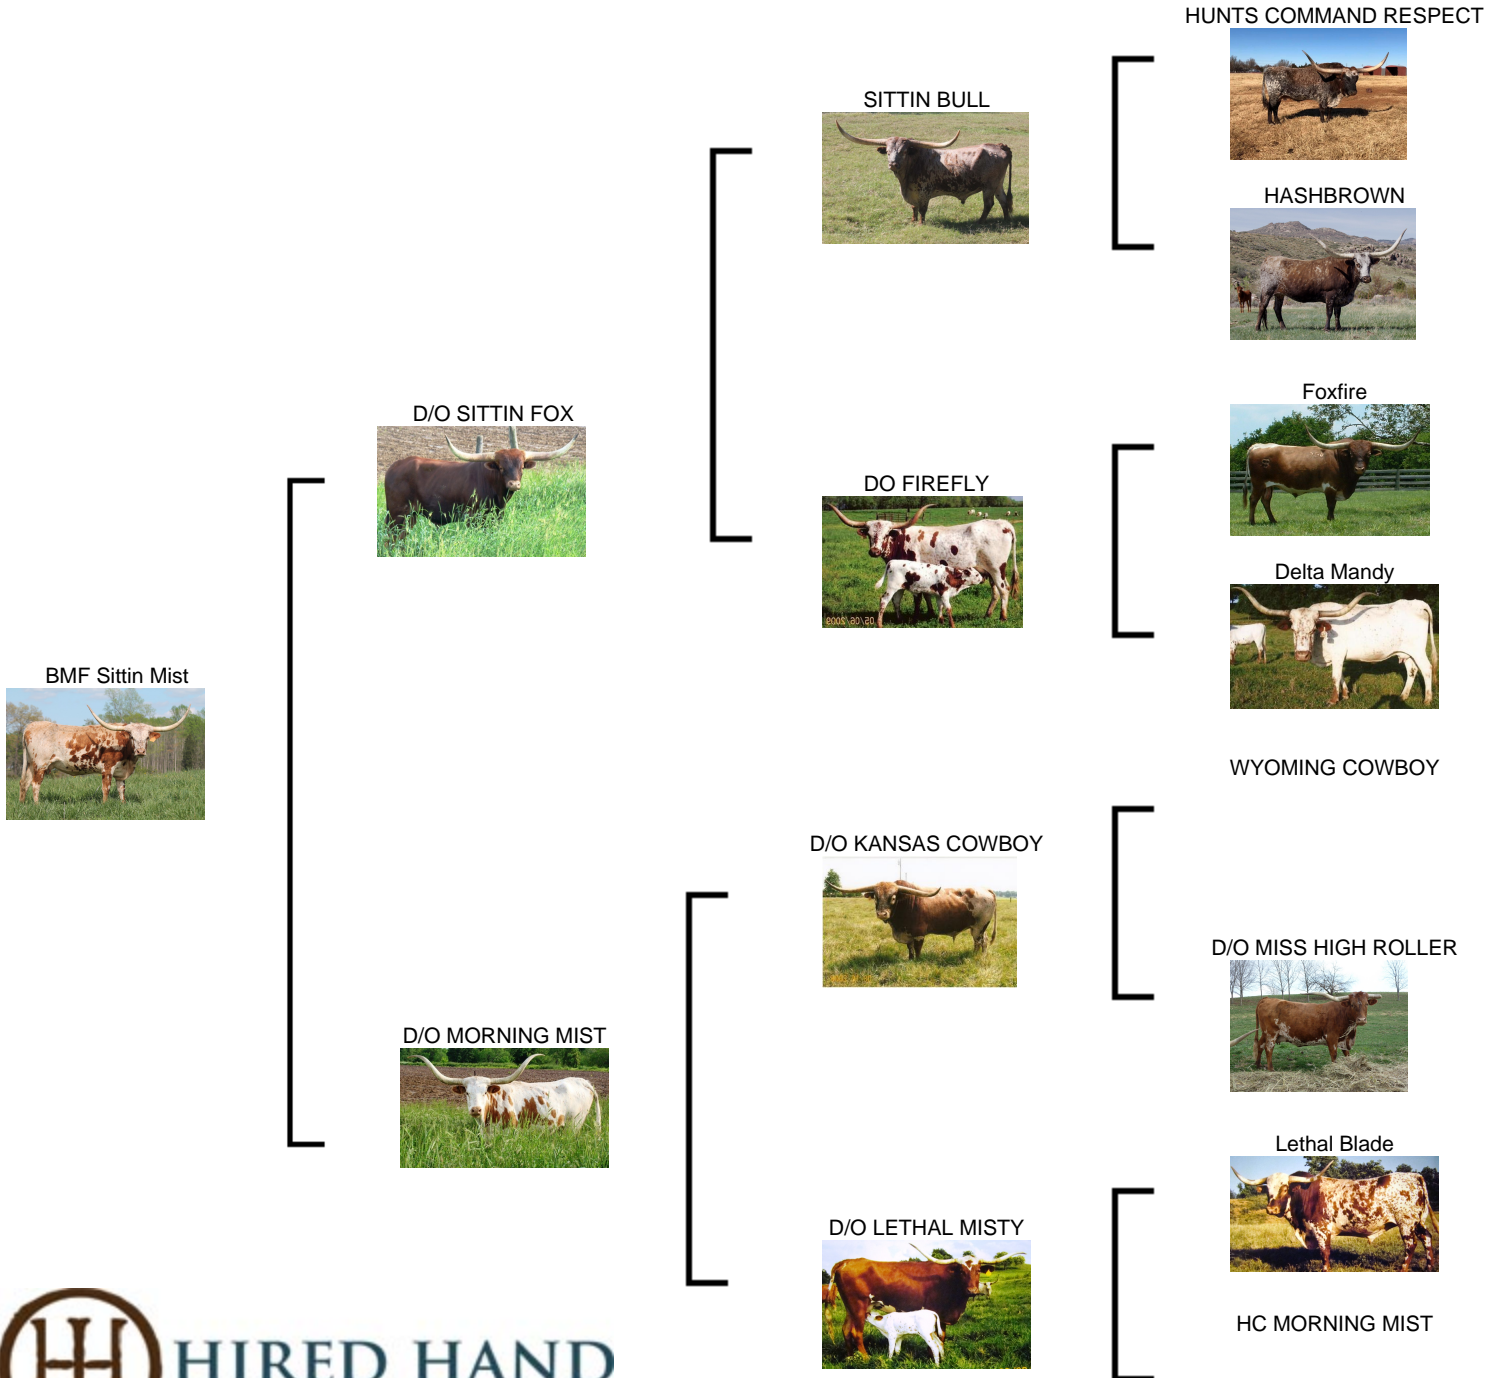 HUNTS COMMAND RESPECT
SITTIN BULL
HASHBROWN
D/O SITTIN FOX
Foxfire
DO FIREFLY
Delta Mandy
BMF Sittin Mist
WYOMING COWBOY
D/O KANSAS COWBOY
D/O MISS HIGH ROLLER
D/O MORNING MIST
Lethal Blade
D/O LETHAL MISTY
HC MORNING MIST
HIRED HAND